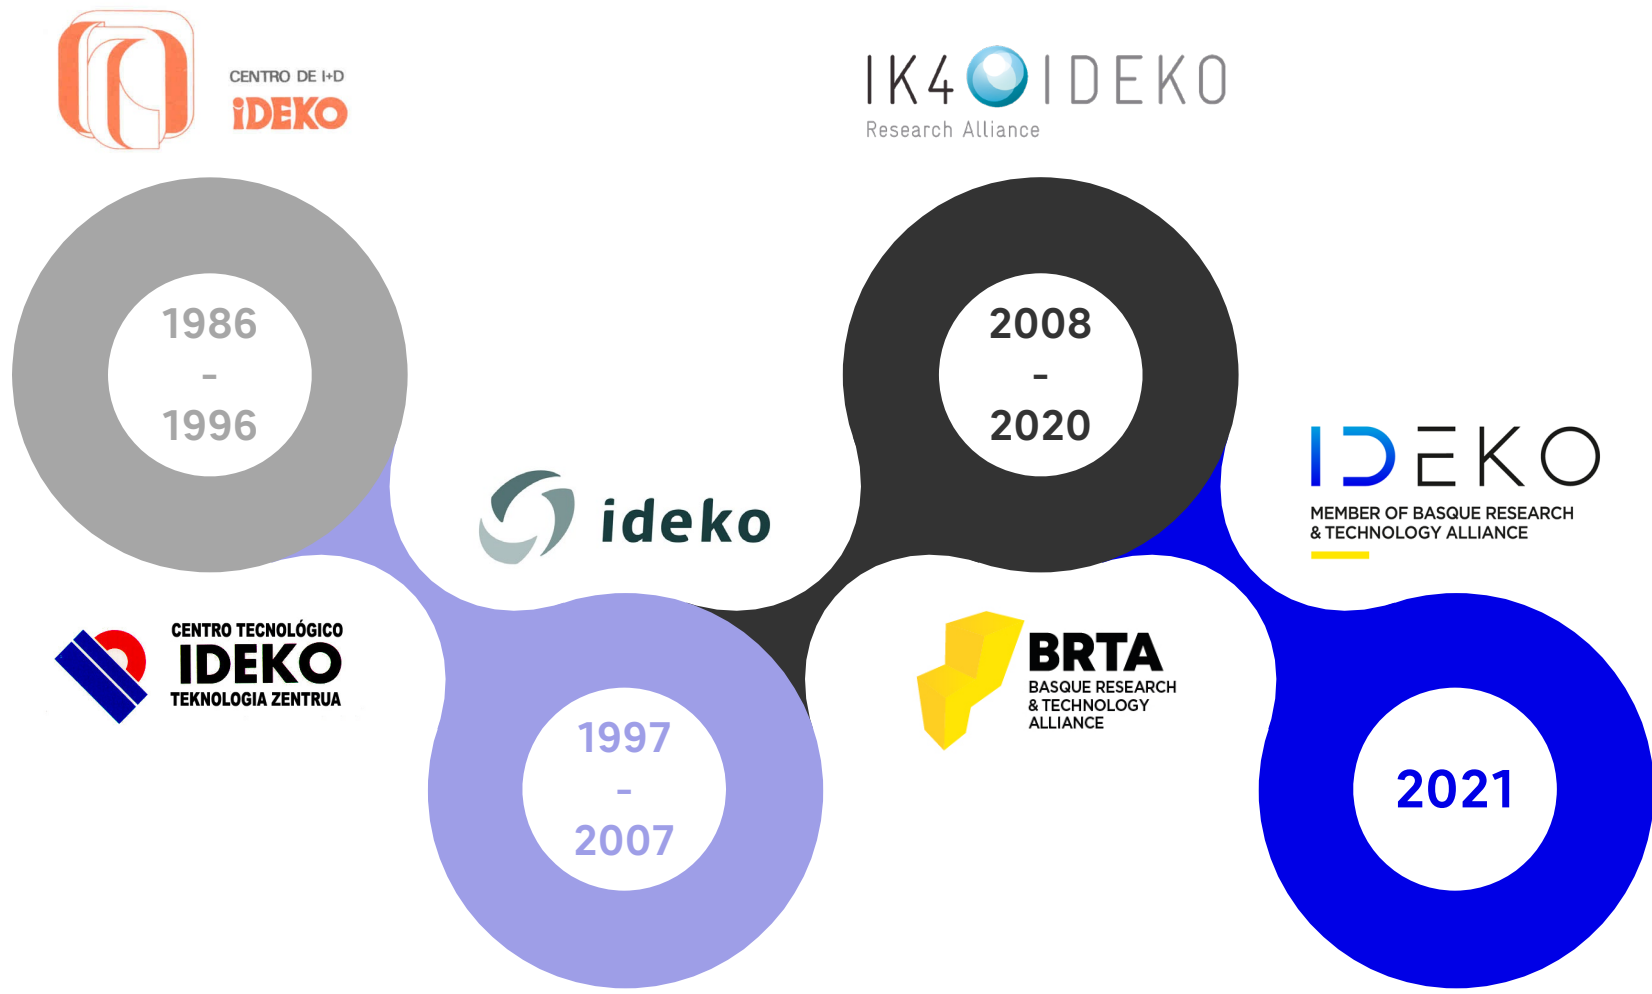 CENTRO DE I+D
iDEKO
1986
-
1996
CENTRO TECNOLÓGICO
IDEKO
TEKNOLOGIA ZENTRUA
ideko
1997
-
2007
IK4 IDEKO
Research Alliance
2008
-
2020
BRTA
BASQUE RESEARCH
& TECHNOLOGY
ALLIANCE
IDEKO
MEMBER OF BASQUE RESEARCH
& TECHNOLOGY ALLIANCE
2021